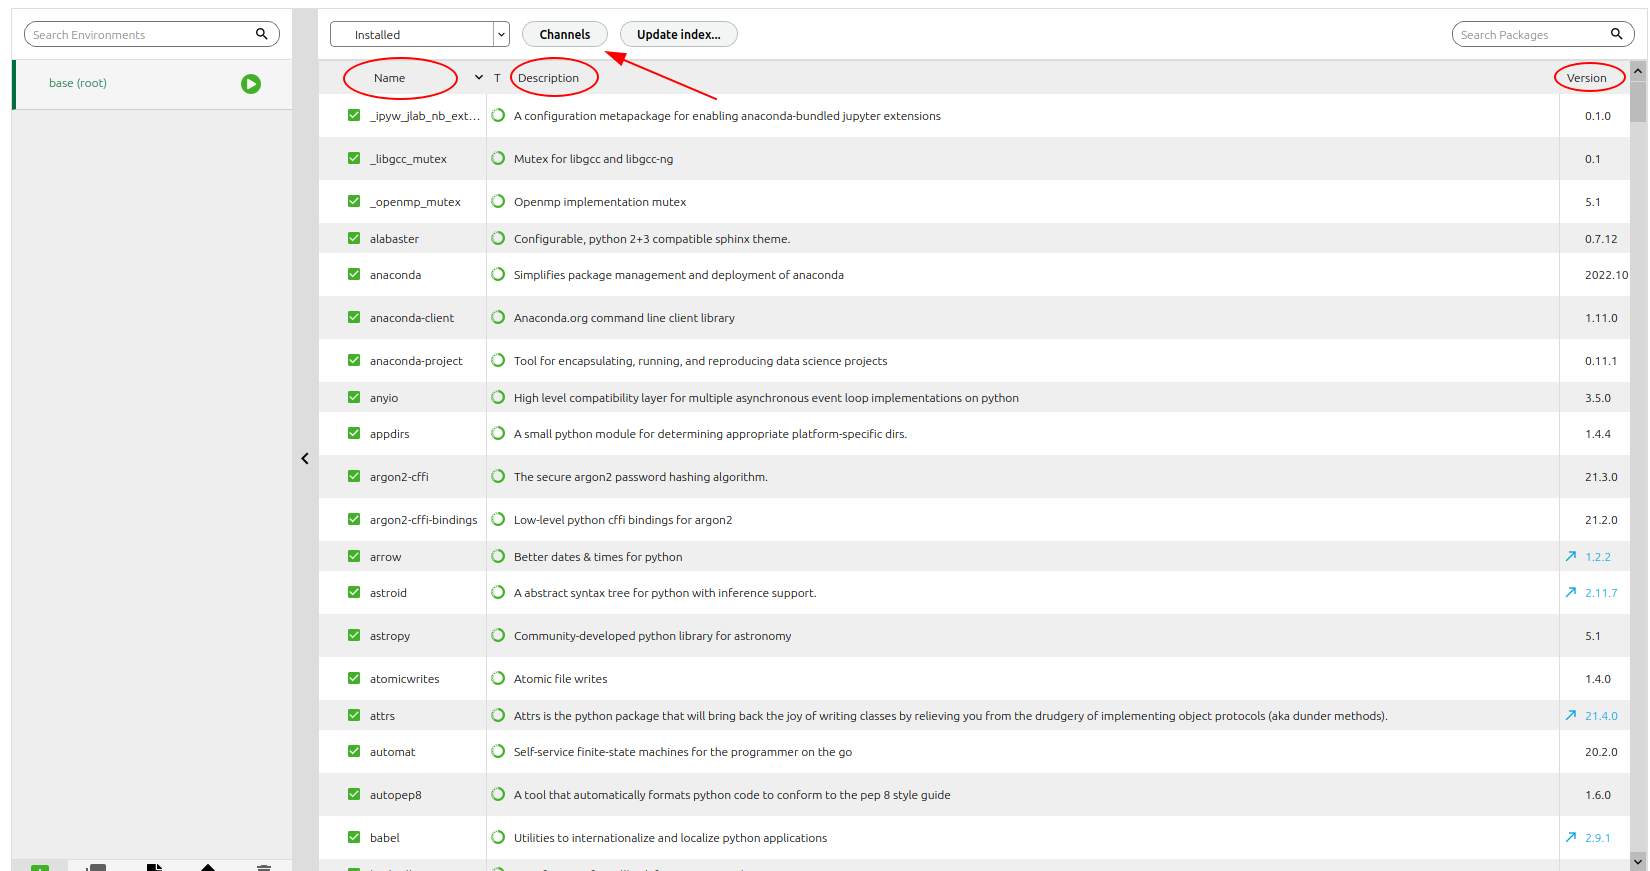 Search Environments
Installed
Channels
Update index...
Search Packages
base (root)
Name T Description Version
_ipyw_jlab_nb_ext... A configuration metapackage for enabling anaconda-bundled jupyter extensions 0.1.0
_libgcc_mutex Mutex for libgcc and libgcc-ng 0.1
_openmp_mutex Openmp implementation mutex 5.1
alabaster Configurable, python 2+3 compatible sphinx theme. 0.7.12
anaconda Simplifies package management and deployment of anaconda 2022.10
anaconda-client Anaconda.org command line client library 1.11.0
anaconda-project Tool for encapsulating, running, and reproducing data science projects 0.11.1
anyio High level compatibility layer for multiple asynchronous event loop implementations on python 3.5.0
appdirs A small python module for determining appropriate platform-specific dirs. 1.4.4
argon2-cffi The secure argon2 password hashing algorithm. 21.3.0
argon2-cffi-bindings Low-level python cffi bindings for argon2 21.2.0
arrow Better dates & times for python 1.2.2
astroid A abstract syntax tree for python with inference support. 2.11.7
astropy Community-developed python library for astronomy 5.1
atomicwrites Atomic file writes 1.4.0
attrs Attrs is the python package that will bring back the joy of writing classes by relieving you from the drudgery of implementing object protocols (aka dunder methods). 21.4.0
automat Self-service finite-state machines for the programmer on the go 20.2.0
autopep8 A tool that automatically formats python code to conform to the pep 8 style guide 1.6.0
babel Utilities to internationalize and localize python applications 2.9.1